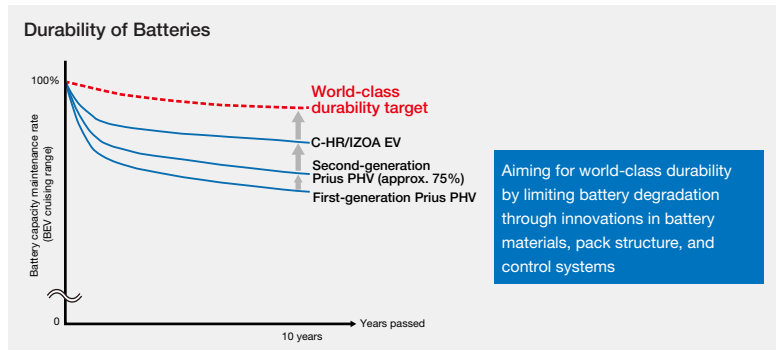 Durability of Batteries
100%
Battery capacity maintenance rate
(BEV cruising range)
World-class
durability target
C-HR/IZOA EV
Second-generation
Prius PHV (approx. 75%)
First-generation Prius PHV
0
Years passed
10 years
Aiming for world-class durability
by limiting battery degradation
through innovations in battery
materials, pack structure, and
control systems